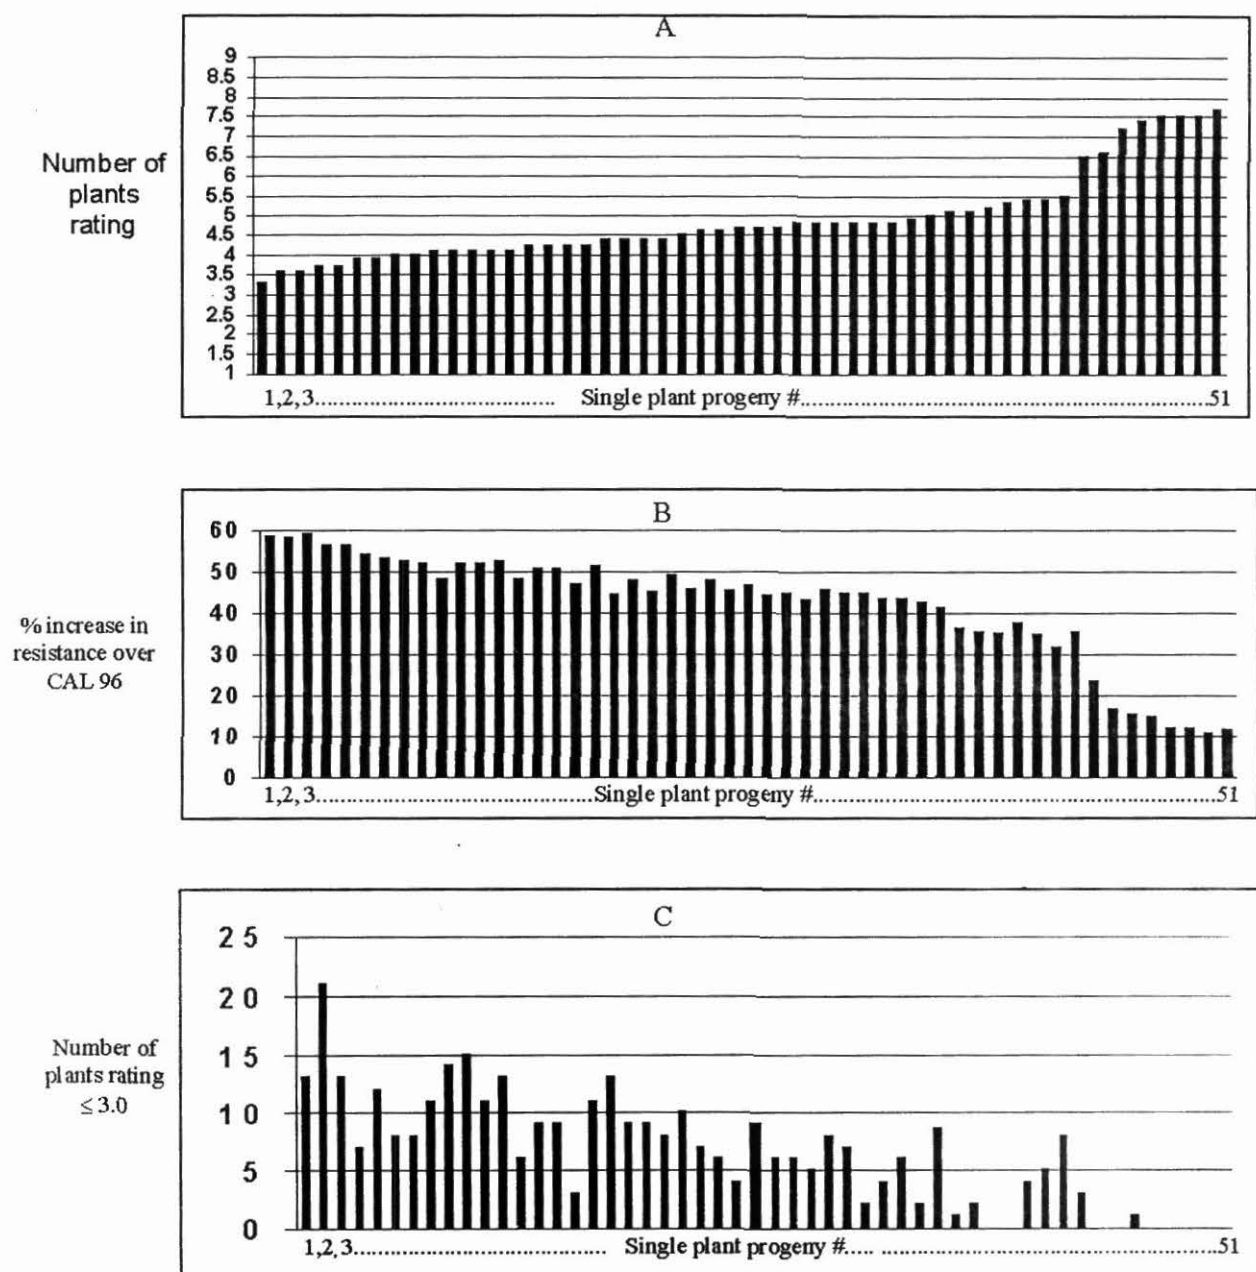 A
9
8.5
8
7.5
7
6.5
6
5.5
5
4.5
4
3.5
3
2.5
2
1.5
1
Number of
plants
rating
1,2,3........................................ Single plant progeny #....................................................................51
B
60
50
40
30
20
10
0
% increase in
resistance over
CAL 96
1,2,3..............................................Single plant progeny #....................................................................51
C
25
20
15
10
5
0
Number of
plants rating
≤ 3.0
1,2,3.......................................... Single plant progeny #..... ........................................................51